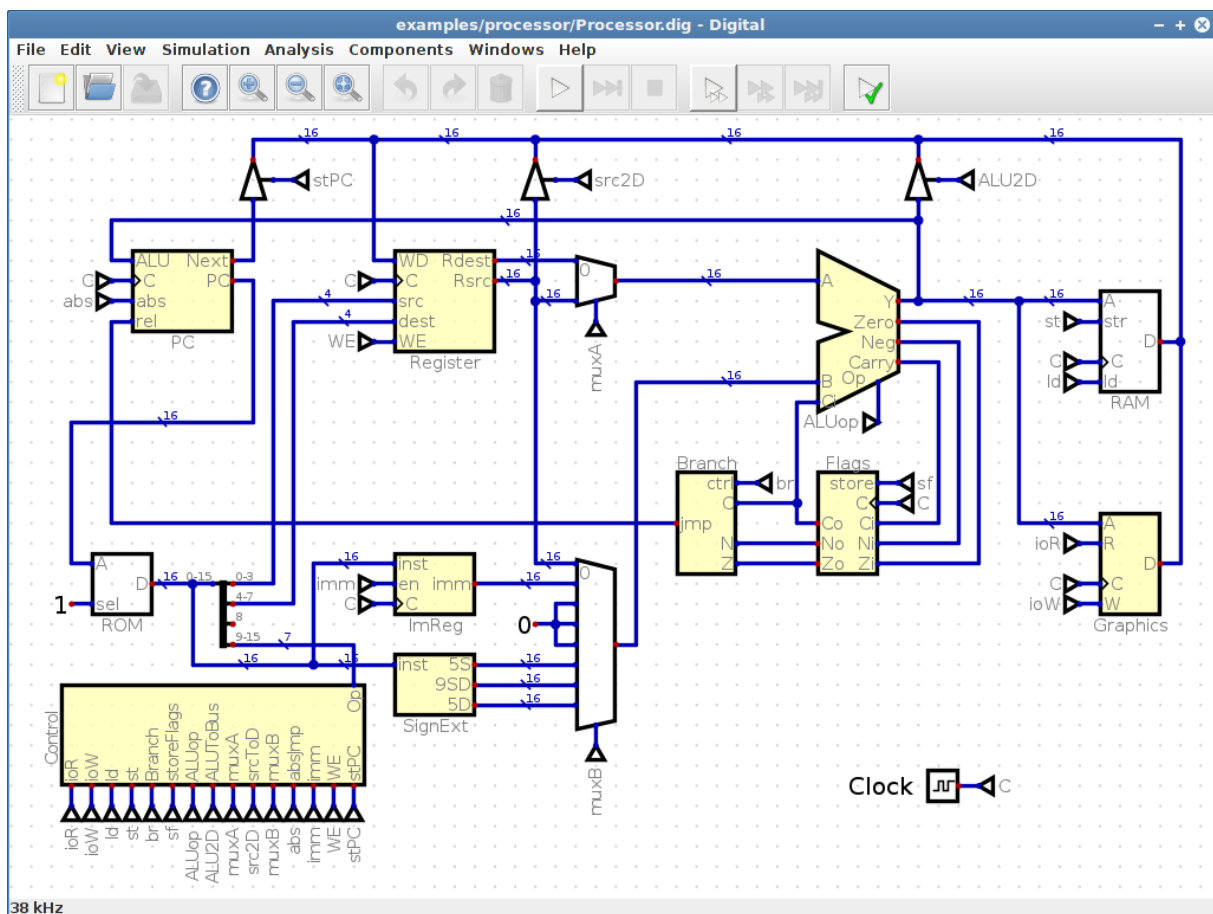 examples/processor/Processor.dig - Digital
File Edit View Simulation Analysis Components Windows Help
16 16 16 16
stPC src2D ALU2D
16
ALU Next
C C PC
abs abs
rel
PC
WD Rdest 16
C C Rsrc 16
4 src
4 dest
WE WE
Register
0
16
muxA
16
A
Y 16 16
Zero
Neg
Carry
16
B Op
Ci
ALUop
A
st str
D
C C
ld ld
RAM
16
Branch
ctrl br
C
jmp
N
Z
Flags
store sf
C C
Co Ci
No Ni
Zo Zi
16 A
ioR R
D
C C
ioW W
Graphics
A
D 16 0-15
1 sel
ROM
0-3
4-7
8
9-15 7
16 16
16 inst
imm en imm 16
C C
ImReg
16
0
0
inst 5S 16
9SD 16
5D 16
SignExt
muxB
Op
Control
ioR ioW ld st Branch storeFlags ALUop ALUToBus muxA srcToD muxB absJmp imm WE stPC
ioR ioW ld st br sf ALUop ALU2D muxA src2D muxB abs imm WE stPC
Clock C
38 kHz